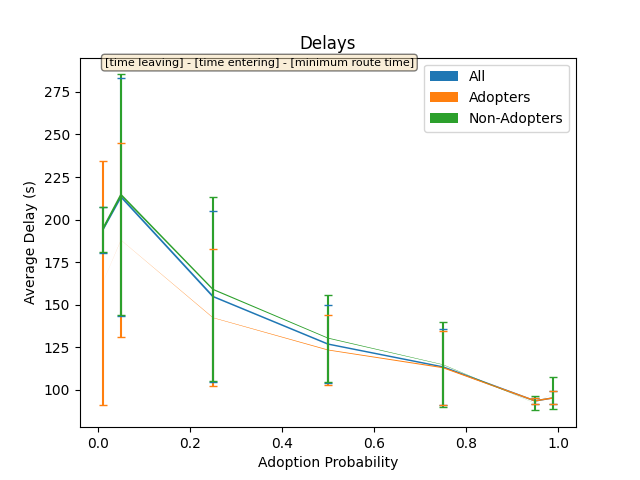 Delays
[time leaving] - [time entering] - [minimum route time]
All
Adopters
Non-Adopters
Average Delay (s)
275
250
225
200
175
150
125
100
0.0 0.2 0.4 0.6 0.8 1.0
Adoption Probability